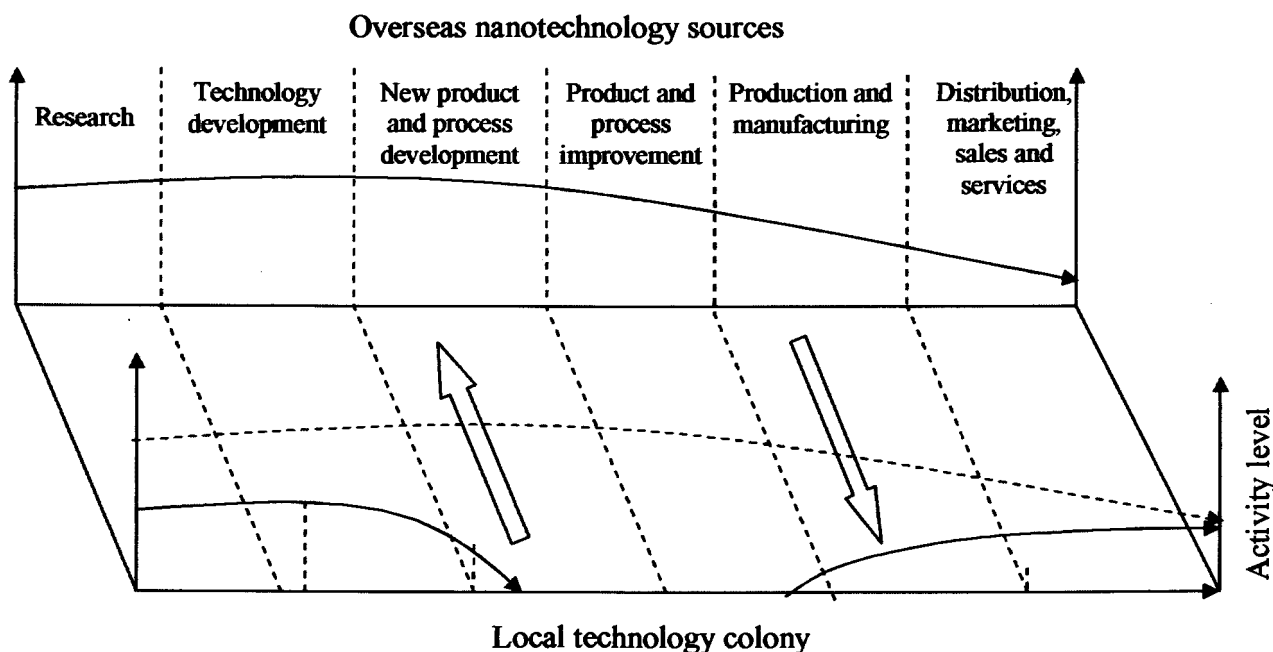 Overseas nanotechnology sources
Research
Technology
development
New product
and process
development
Product and
process
improvement
Production and
manufacturing
Distribution,
marketing,
sales and
services
Activity level
Local technology colony